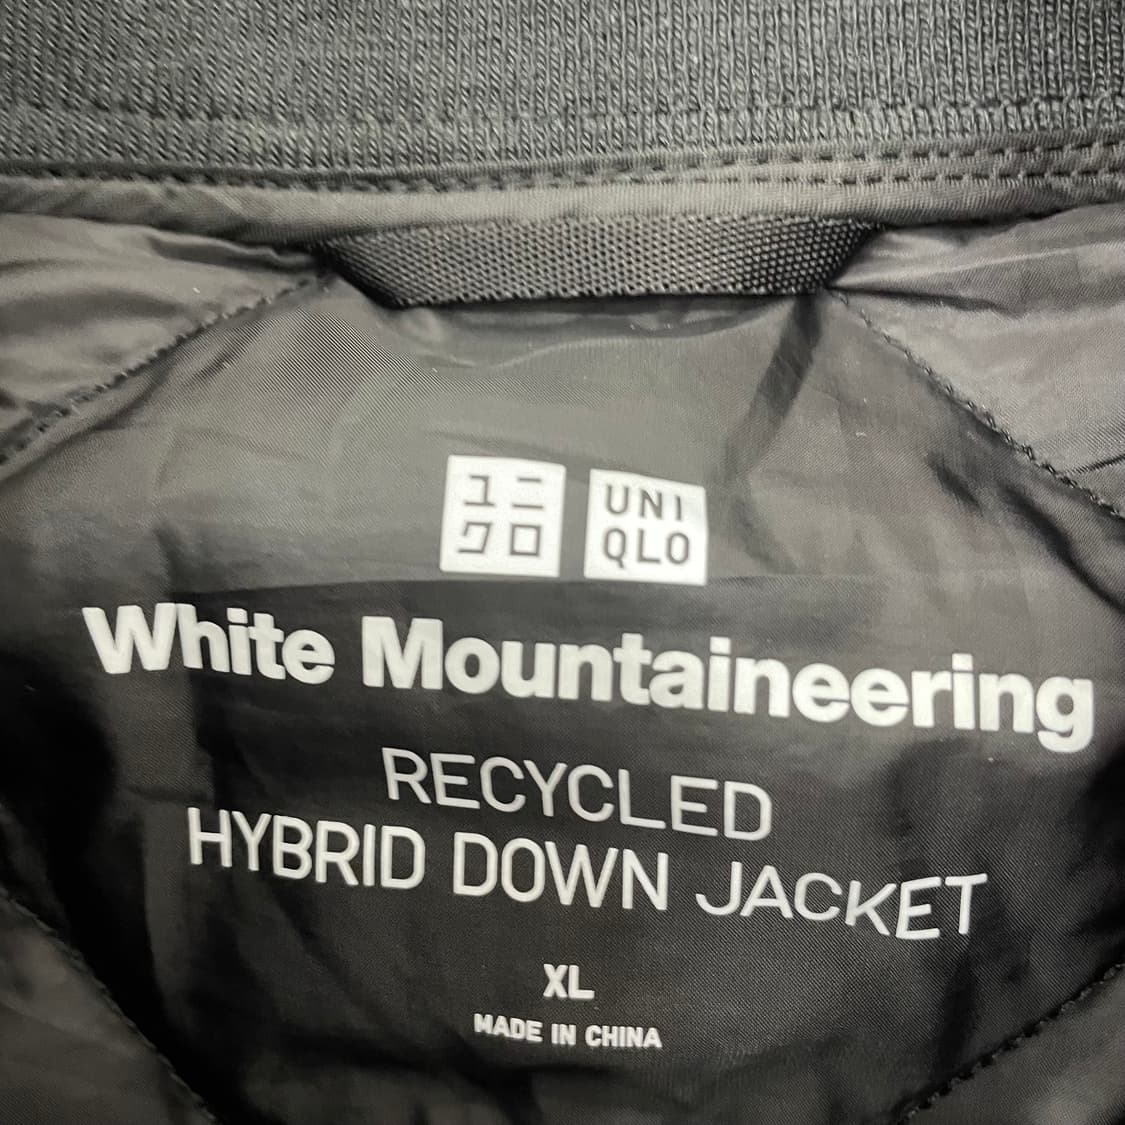 ユニ
クロ
UNI
QLO
White Mountaineering
RECYCLED
HYBRID DOWN JACKET
XL
MADE IN CHINA